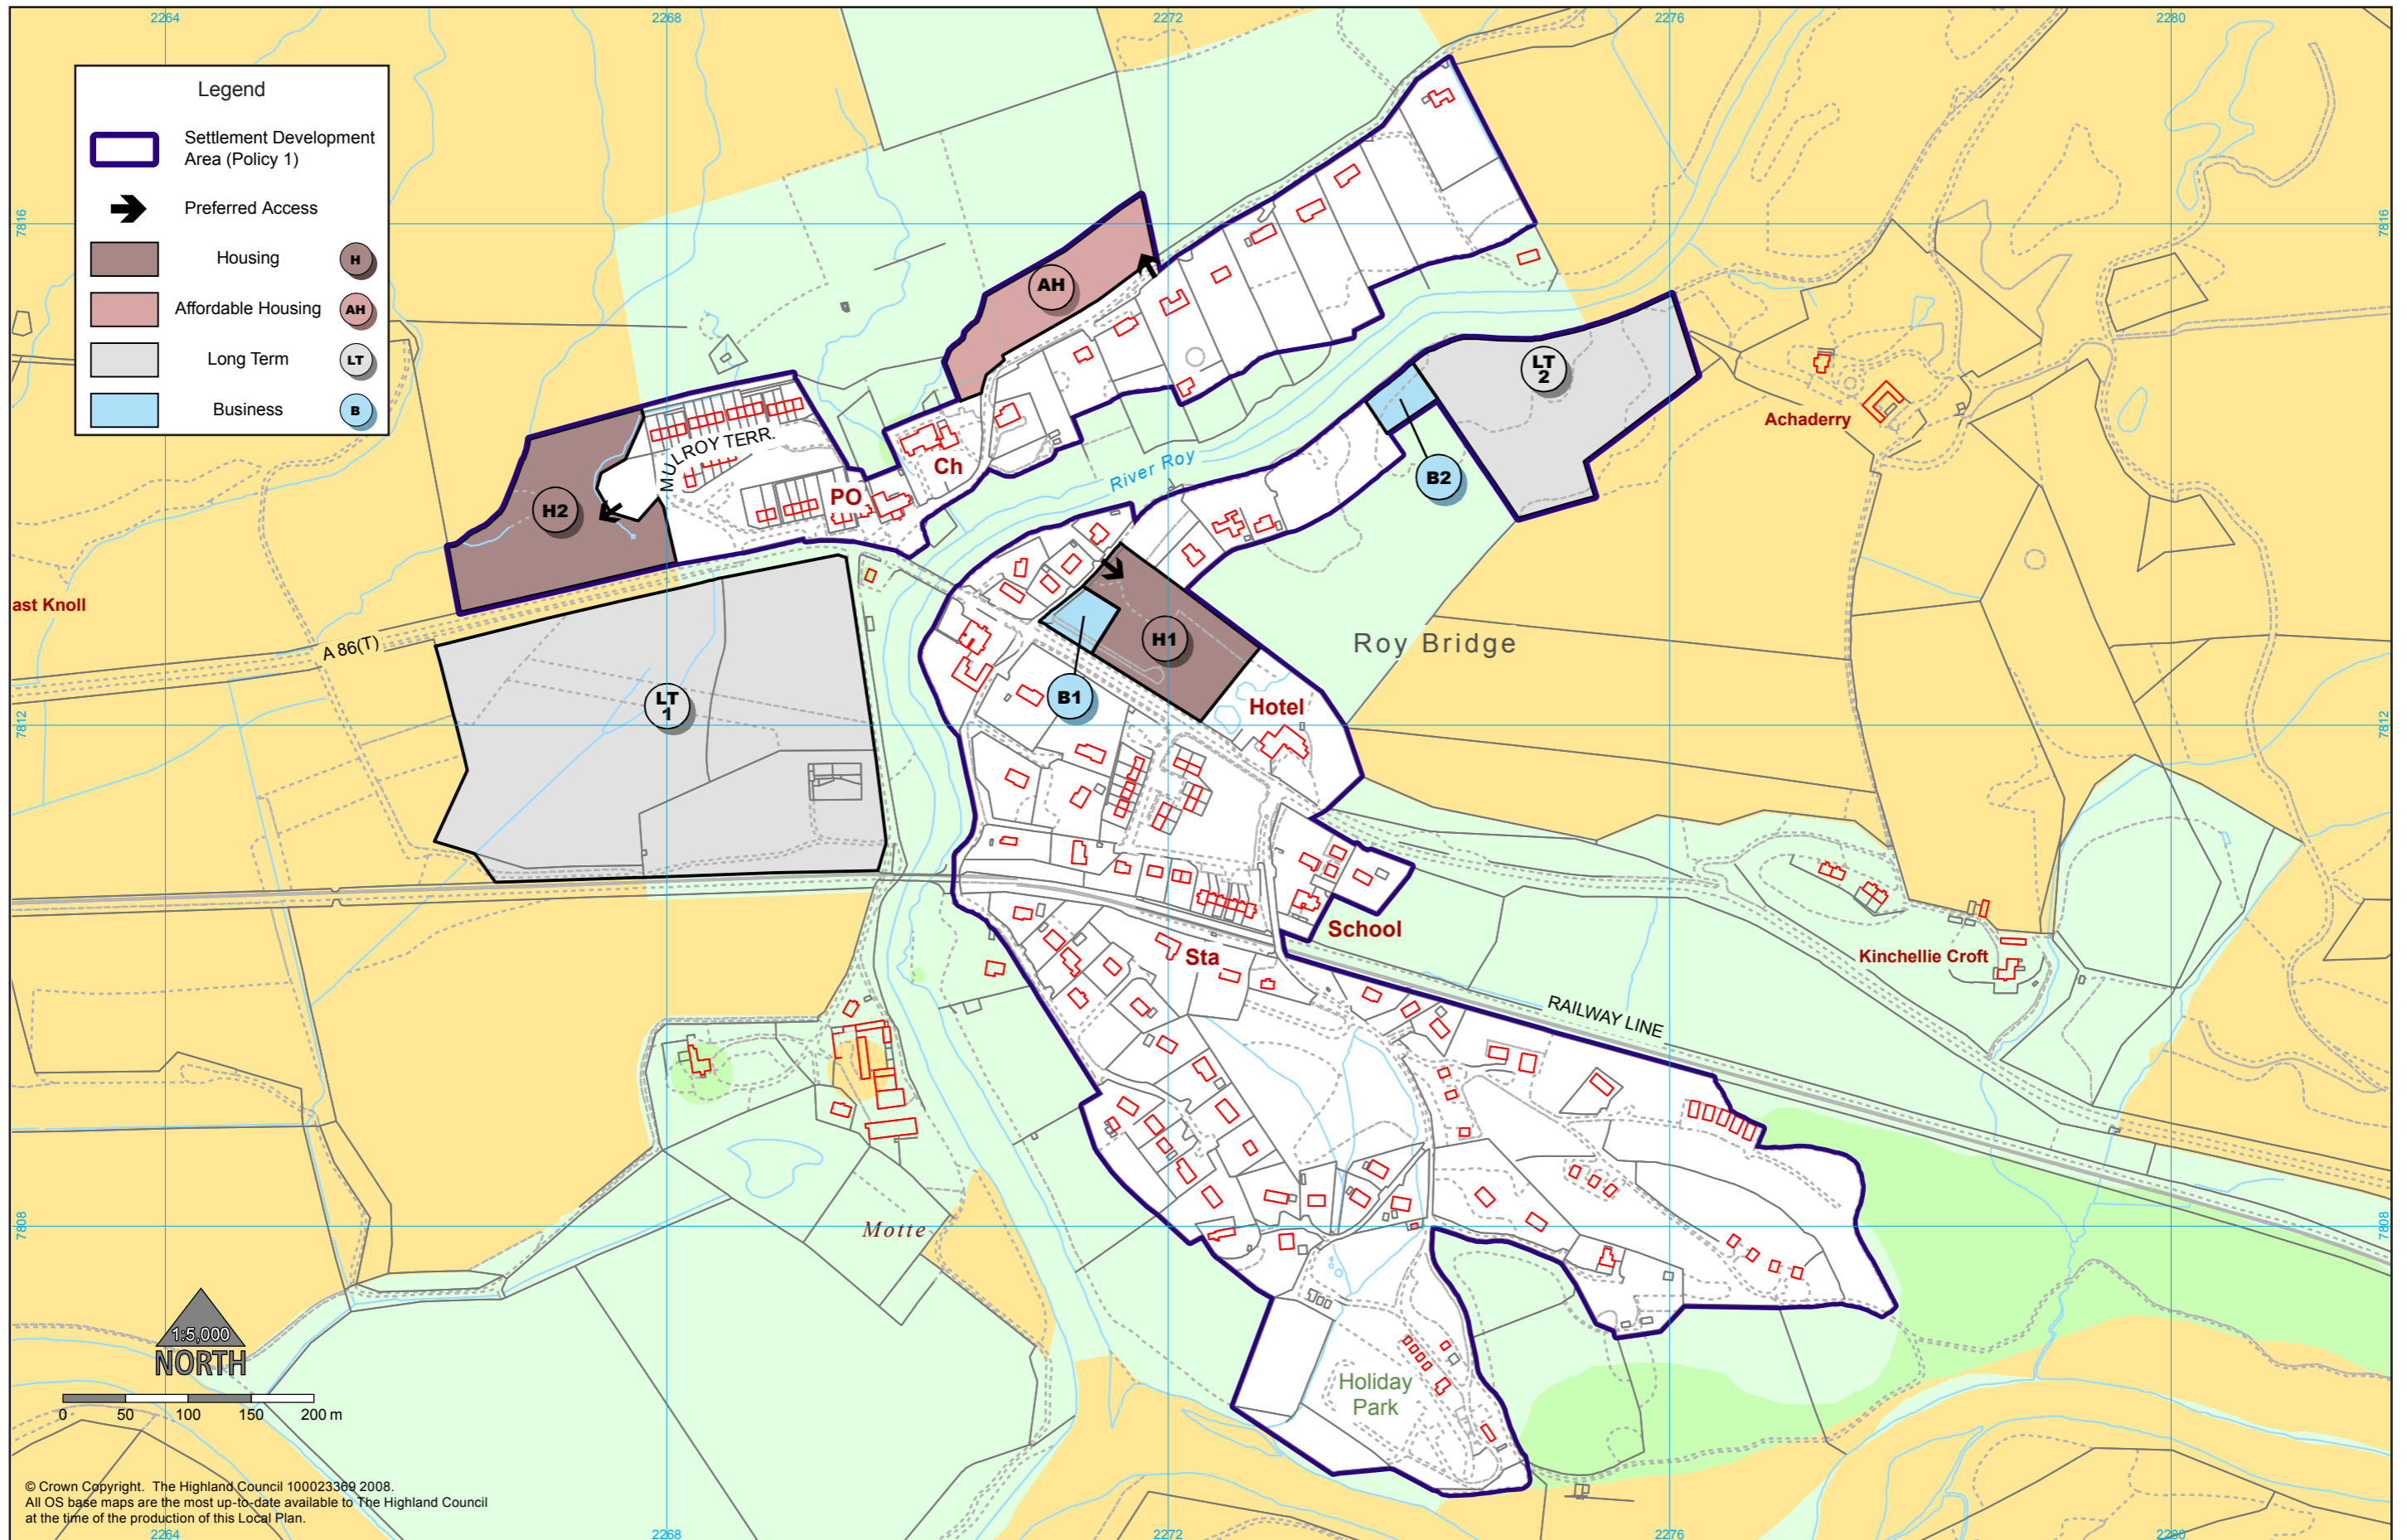 2264
2268
2272
2276
2280
Legend
Settlement Development
Area (Policy 1)
Preferred Access
Housing
H
Affordable Housing
AH
Long Term
LT
Business
B
7816
7816
AH
LT
2
Achaderry
MULROY TERR.
Ch
River Roy
B2
PO
H2
ast Knoll
A 86(T)
H1
Roy Bridge
B1
LT
1
Hotel
7812
7812
School
Sta
Kinchellie Croft
RAILWAY LINE
Motte
7808
7808
1:5,000
NORTH
Holiday
Park
0
50
100
150
200 m
© Crown Copyright. The Highland Council 100023369 2008.
All OS base maps are the most up-to-date available to The Highland Council
at the time of the production of this Local Plan.
2264
2268
2272
2276
2280